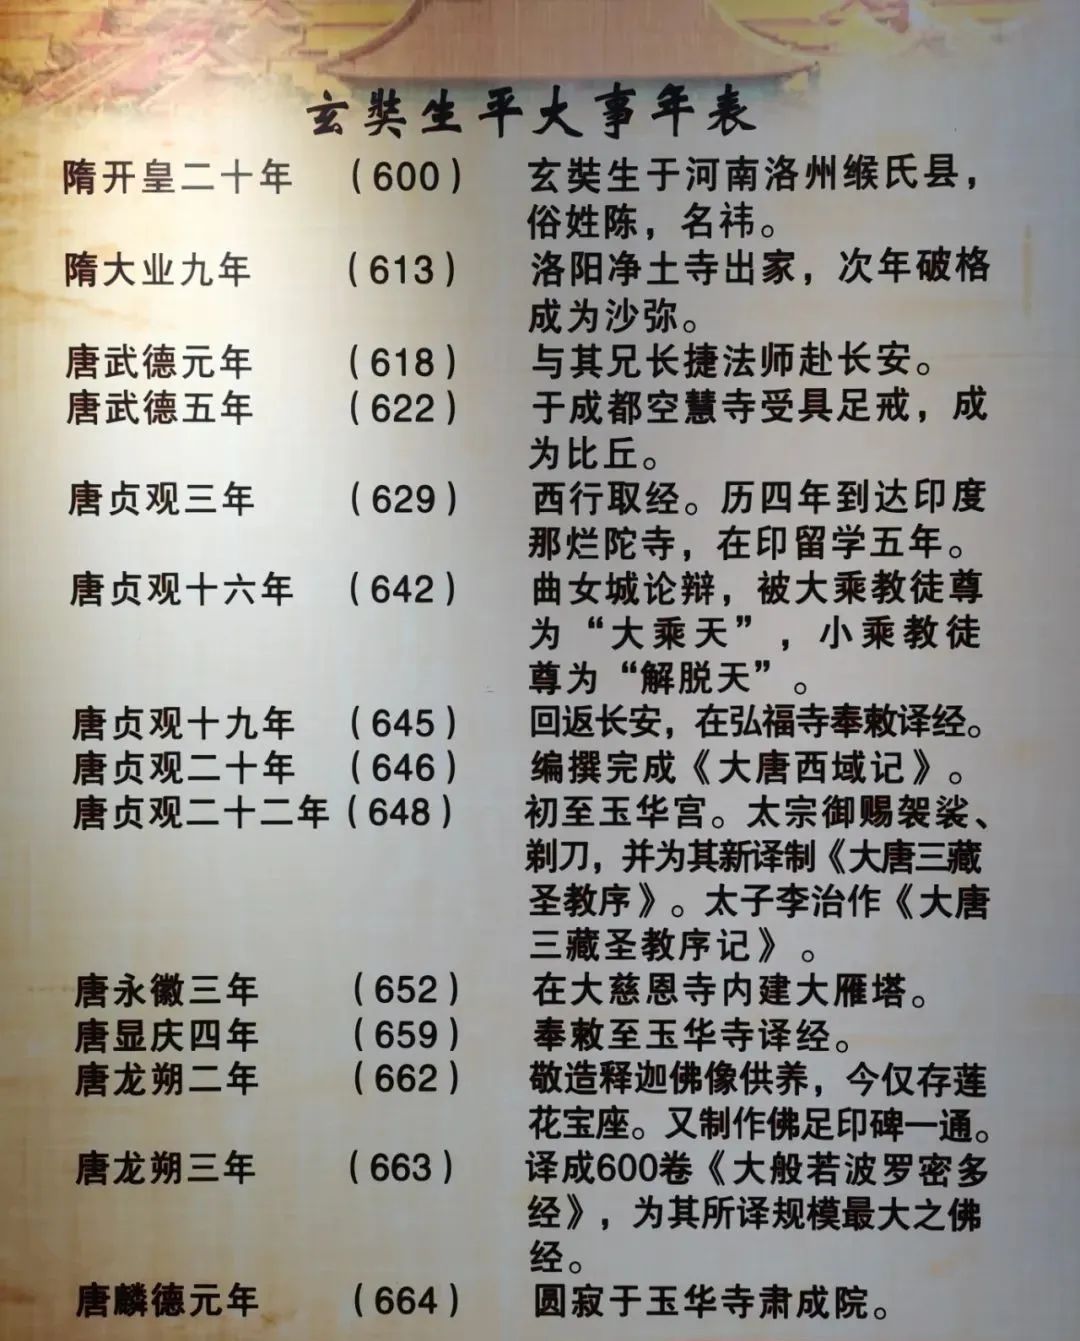 玄奘生平大事年表
隋开皇二十年 （600） 玄奘生于河南洛州缑氏县，
俗姓陈，名祎。
隋大业九年 （613） 洛阳净土寺出家，次年破格
成为沙弥。
唐武德元年 （618） 与其兄长捷法师赴长安。
唐武德五年 （622） 于成都空慧寺受具足戒，成
为比丘。
唐贞观三年 （629） 西行取经。历四年到达印度
那烂陀寺，在印留学五年。
唐贞观十六年 （642） 曲女城论辩，被大乘教徒尊
为“大乘天”，小乘教徒
尊为“解脱天”。
唐贞观十九年 （645） 回返长安，在弘福寺奉敕译经。
唐贞观二十年 （646） 编撰完成《大唐西域记》。
唐贞观二十二年（648） 初至玉华宫。太宗御赐袈裟、
剃刀，并为其新译制《大唐三藏
圣教序》。太子李治作《大唐
三藏圣教序记》。
唐永徽三年 （652） 在大慈恩寺内建大雁塔。
唐显庆四年 （659） 奉敕至玉华寺译经。
唐龙朔二年 （662） 敬造释迦佛像供养，今仅存莲
花宝座。又制作佛足印碑一通。
唐龙朔三年 （663） 译成600卷《大般若波罗密多
经》，为其所译规模最大之佛
经。
唐麟德元年 （664） 圆寂于玉华寺肃成院。